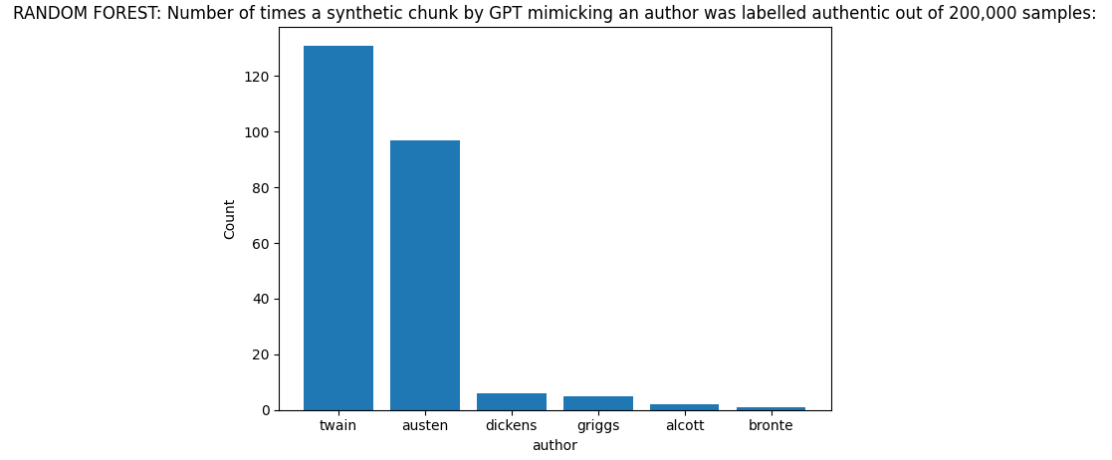 RANDOM FOREST: Number of times a synthetic chunk by GPT mimicking an author was labelled authentic out of 200,000 samples:
120
100
80
60
40
20
0
Count
twain austen dickens griggs alcott bronte
author